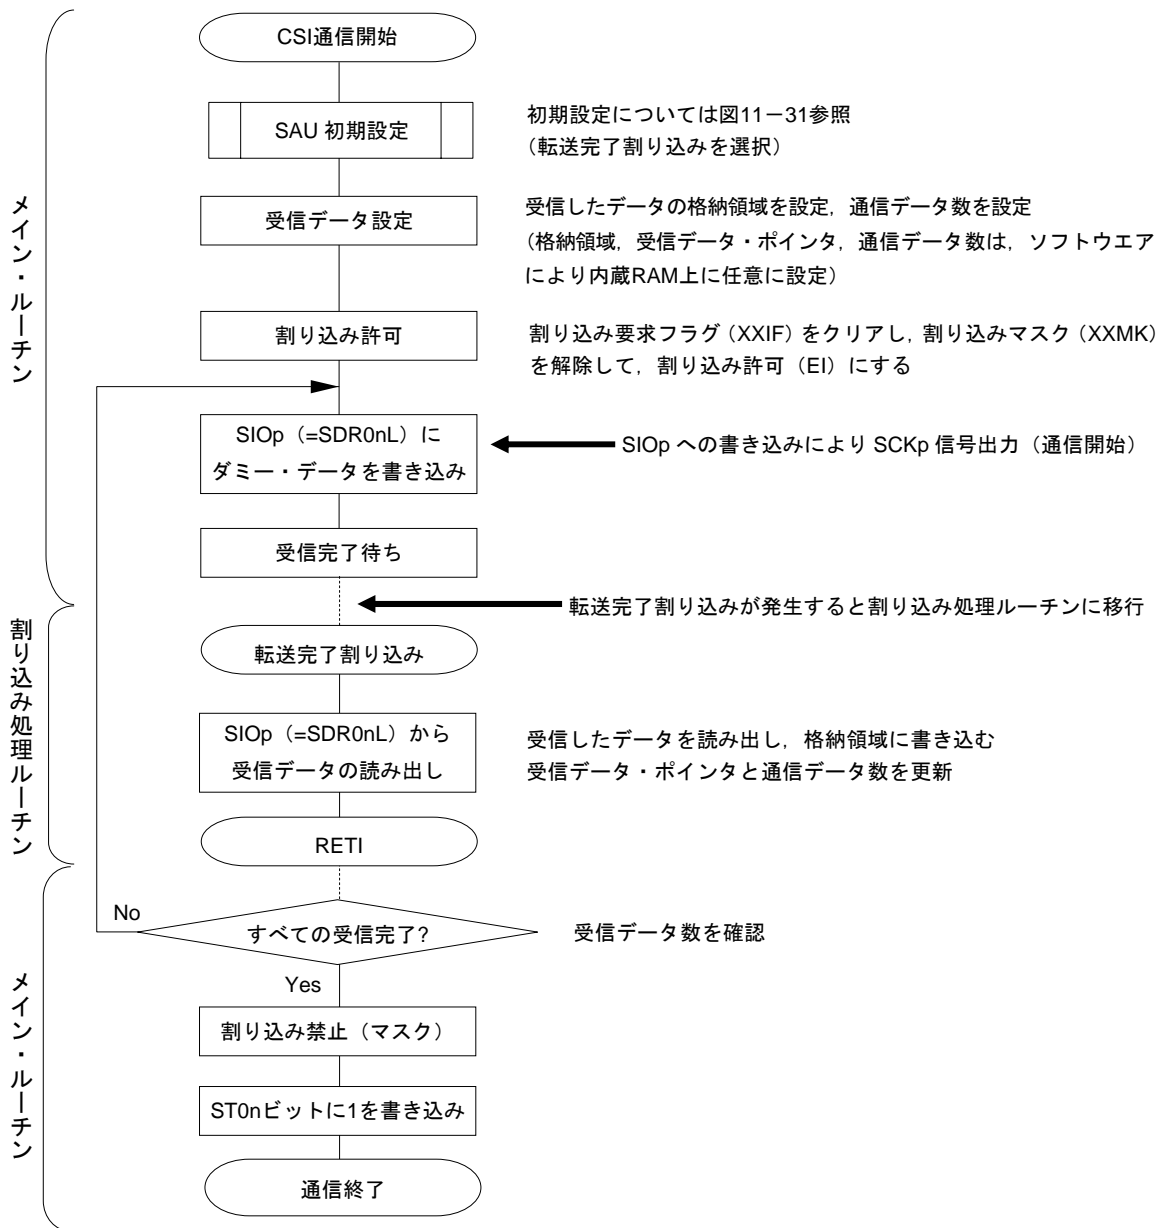 メイン・ルーチン
CSI通信開始
SAU 初期設定
初期設定については図11－31参照
（転送完了割り込みを選択）
受信データ設定
受信したデータの格納領域を設定，通信データ数を設定
（格納領域，受信データ・ポインタ，通信データ数は，ソフトウエア
により内蔵RAM上に任意に設定）
割り込み許可
割り込み要求フラグ（XXIF）をクリアし，割り込みマスク（XXMK）
を解除して，割り込み許可（EI）にする
SIOp（=SDR0nL）に
ダミー・データを書き込み
SIOp への書き込みにより SCKp 信号出力（通信開始）
受信完了待ち
転送完了割り込みが発生すると割り込み処理ルーチンに移行
割り込み処理ルーチン
転送完了割り込み
SIOp（=SDR0nL）から
受信データの読み出し
受信したデータを読み出し，格納領域に書き込む
受信データ・ポインタと通信データ数を更新
RETI
メイン・ルーチン
No
すべての受信完了?
受信データ数を確認
Yes
割り込み禁止（マスク）
ST0nビットに1を書き込み
通信終了